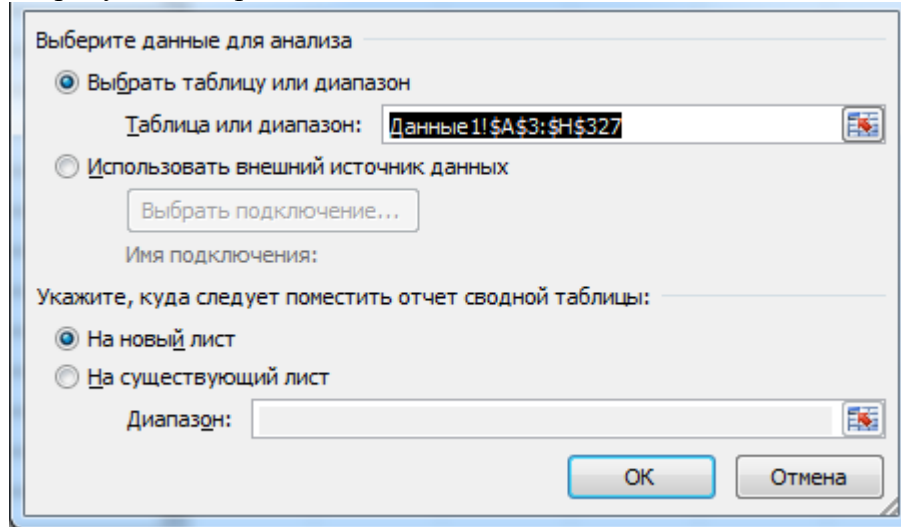 Выберите данные для анализа
Выбрать таблицу или диапазон
Таблица или диапазон: Данные1!$A$3:$H$327
Использовать внешний источник данных
Выбрать подключение...
Имя подключения:
Укажите, куда следует поместить отчет сводной таблицы:
На новый лист
На существующий лист
Диапазон:
ОК Отмена